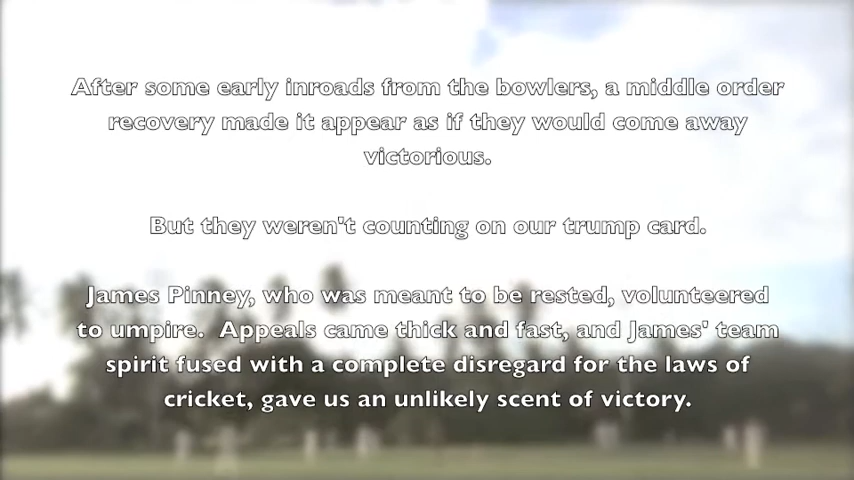 After some early inroads from the bowlers, a middle order
recovery made it appear as if they would come away
victorious.
But they weren't counting on our trump card.
James Pinney, who was meant to be rested, volunteered
to umpire.  Appeals came thick and fast, and James' team
spirit fused with a complete disregard for the laws of
cricket, gave us an unlikely scent of victory.